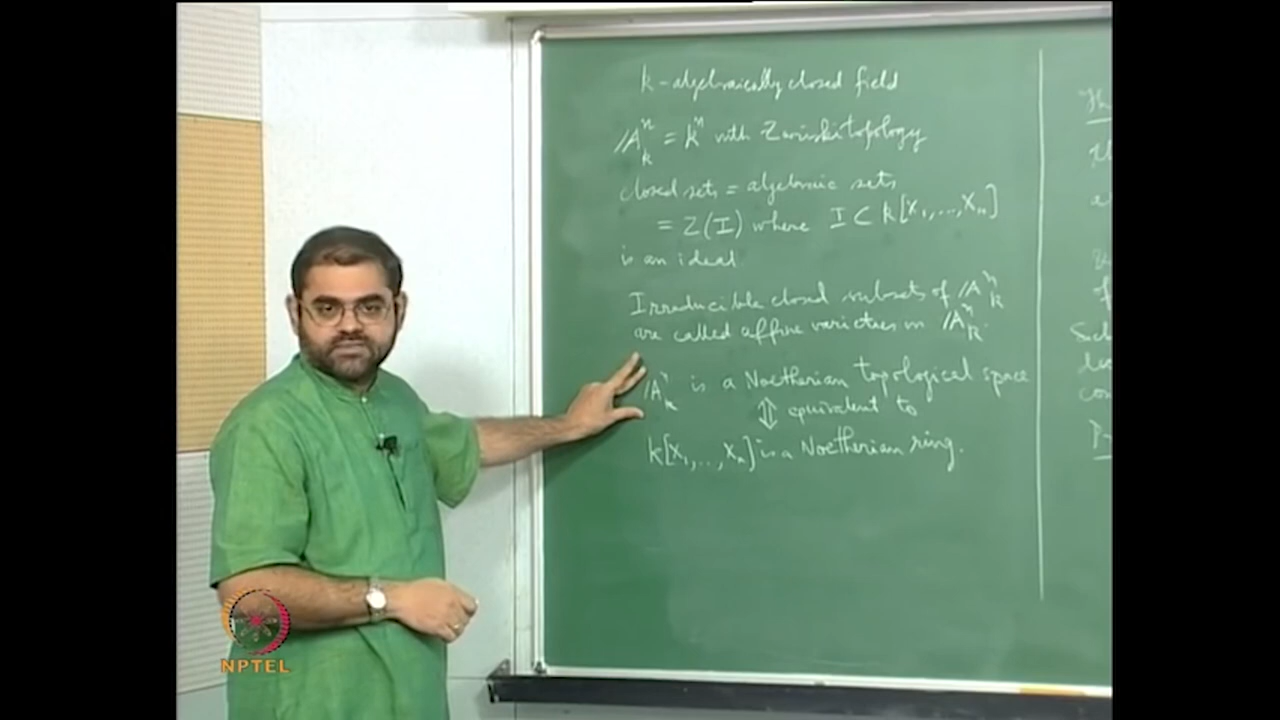 k - algebraically closed field
𝔸ⁿₖ = kⁿ with Zariski topology
closed sets = algebraic sets
= Z(I) where I ⊂ k[X₁,...,Xₙ]
is an ideal
Irreducible closed subsets of 𝔸ⁿₖ
are called affine varieties in 𝔸ⁿₖ.
𝔸ⁿₖ is a Noetherian topological space
⇕ equivalent to
k[X₁,..,Xₙ] is a Noetherian ring.
NPTEL